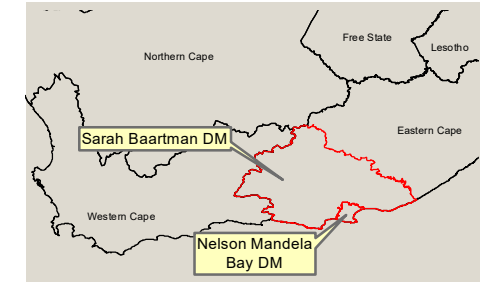 Free State
Lesotho
Northern Cape
Eastern Cape
Sarah Baartman DM
Western Cape
Nelson Mandela
Bay DM